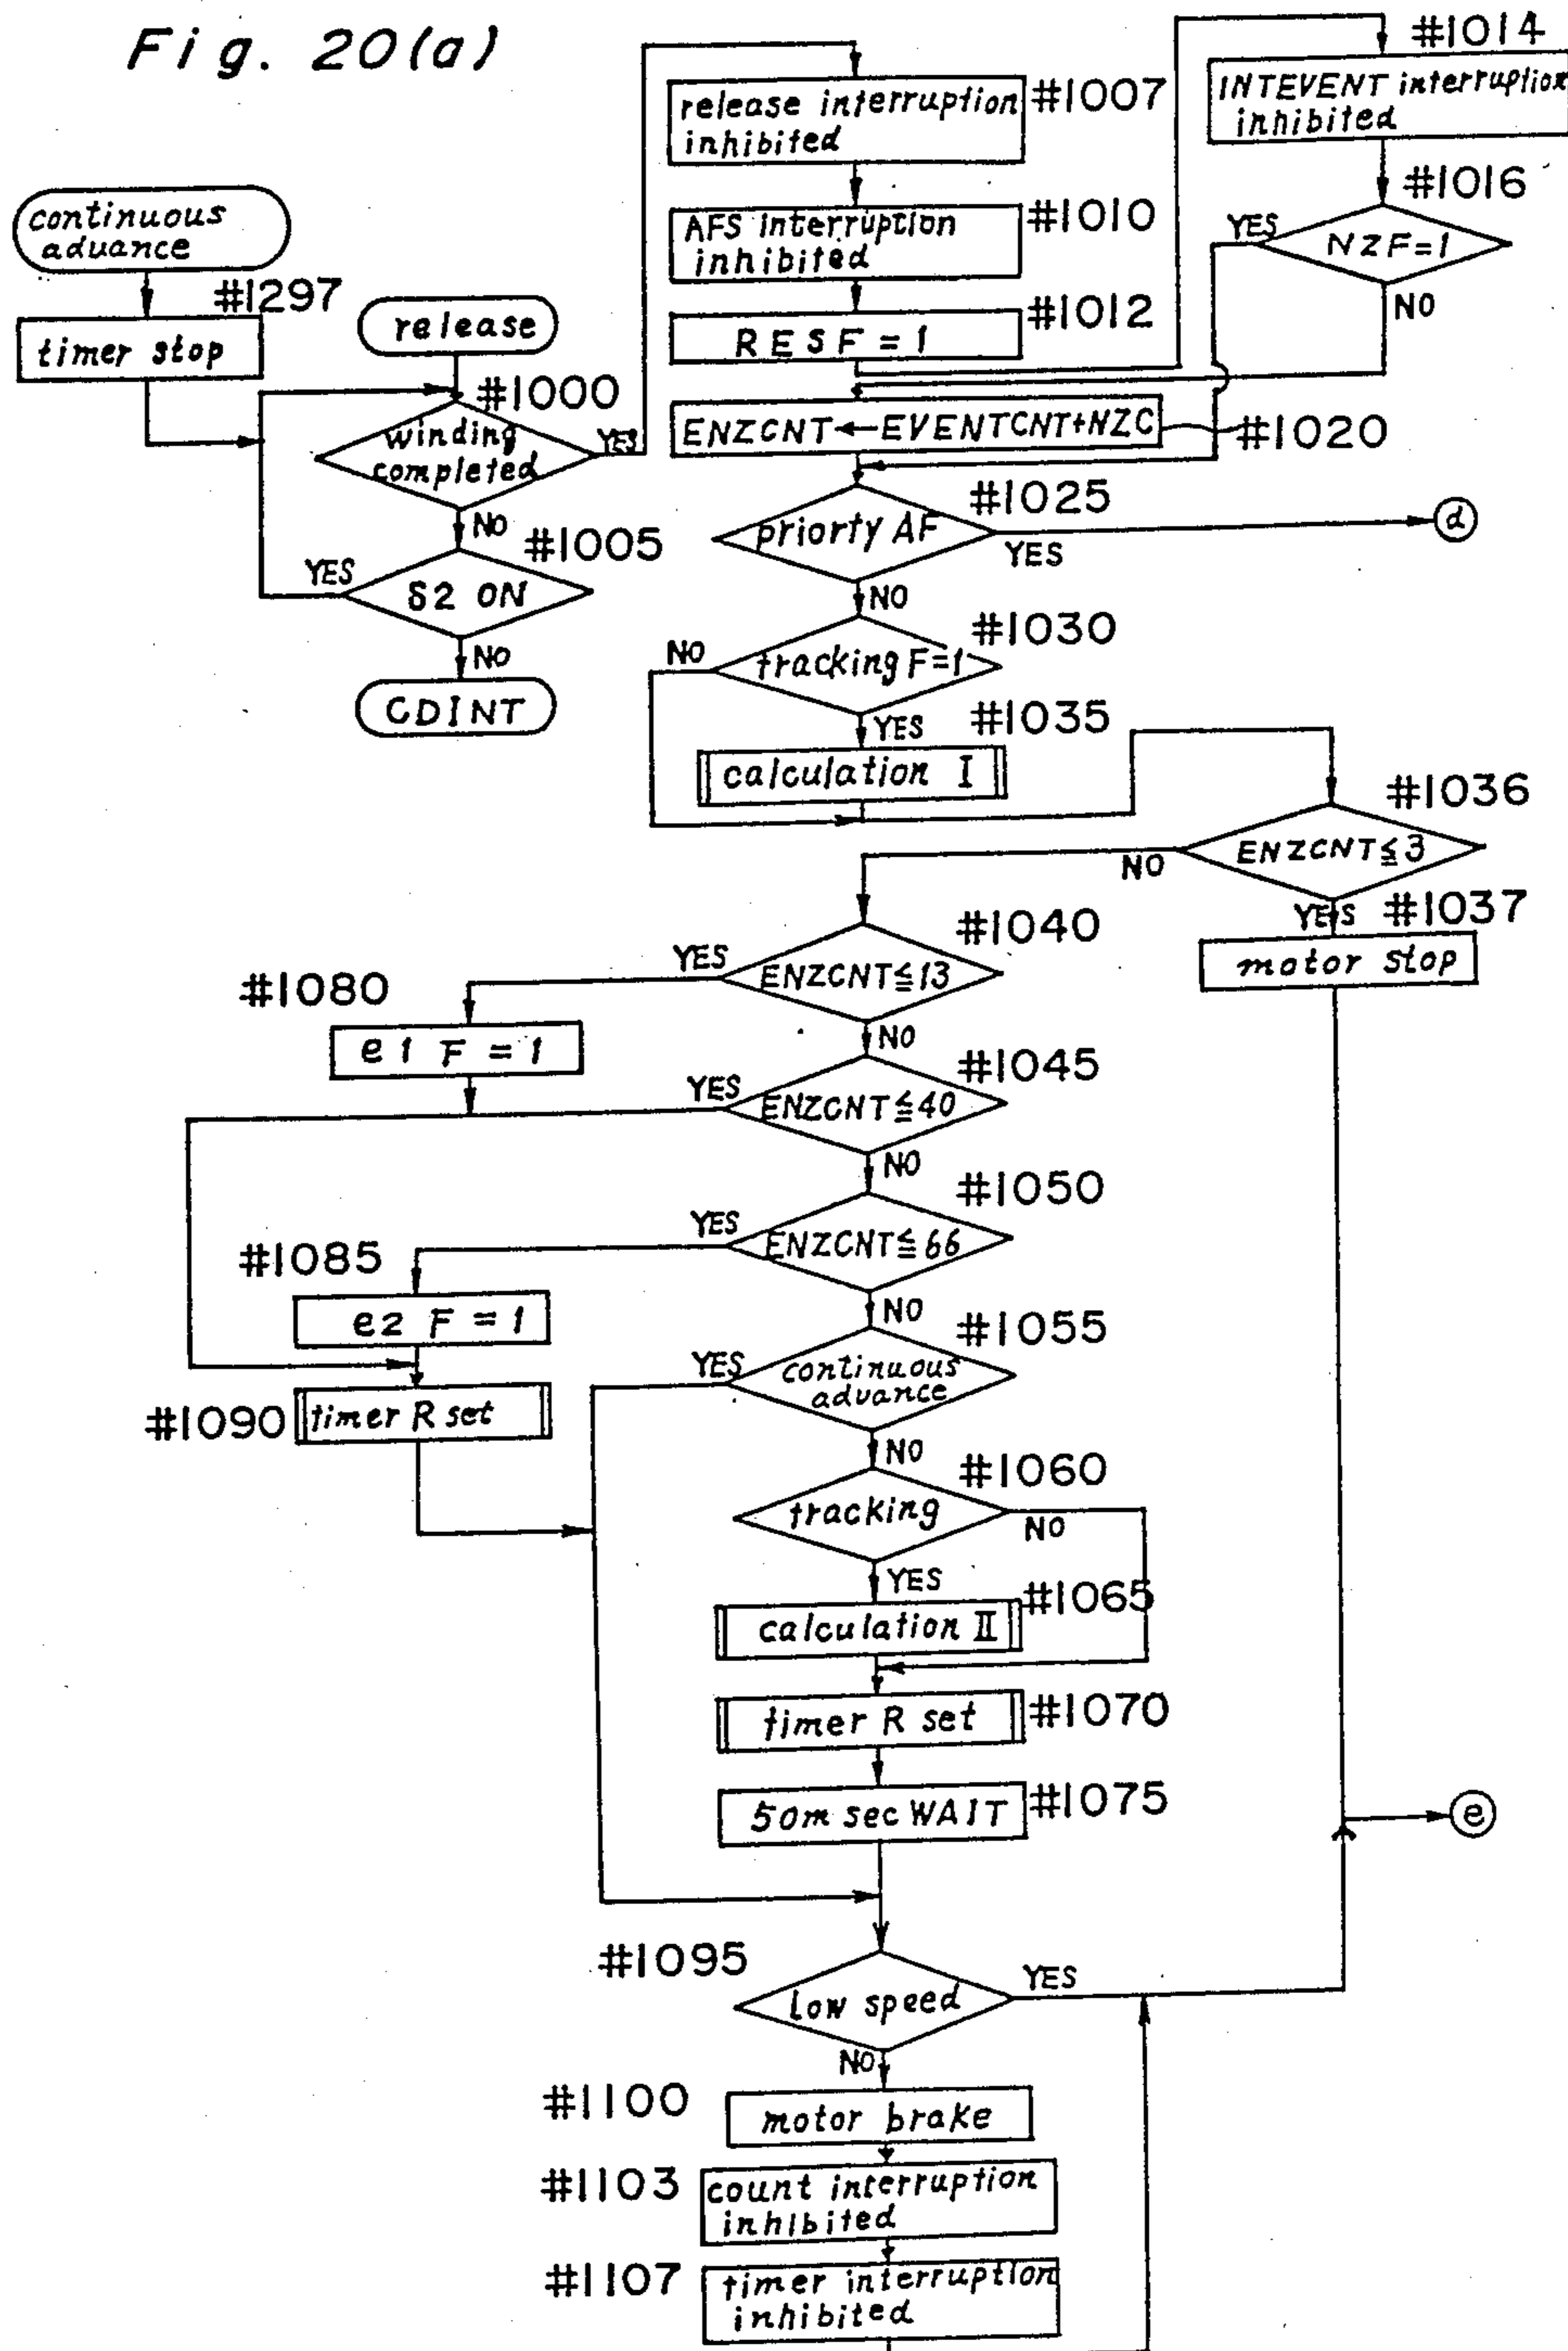 Fig. 20(a)
continuous
advance
#1297
timer stop
release
#1000
winding
completed
YES
NO
#1005
S2 ON
YES
NO
CDINT
release interruption
inhibited
#1007
AFS interruption
inhibited
#1010
RESF = 1
#1012
#1014
INTEVENT interruption
inhibited
#1016
NZF=1
YES
NO
ENZCNT←EVENTCNT+NZC
#1020
#1025
priorty AF
YES
d
NO
#1030
tracking F=1
NO
YES
#1035
calculation I
#1036
ENZCNT≦3
NO
YES
#1037
motor stop
#1040
ENZCNT≦13
YES
NO
#1080
e1 F = 1
#1045
ENZCNT≦40
YES
NO
#1050
ENZCNT≦66
YES
NO
#1085
e2 F = 1
#1055
continuous
advance
YES
NO
#1090
timer R set
#1060
tracking
NO
YES
#1065
calculation II
timer R set
#1070
50m sec WAIT
#1075
e
#1095
low speed
YES
NO
#1100
motor brake
#1103
count interruption
inhibited
#1107
timer interruption
inhibited